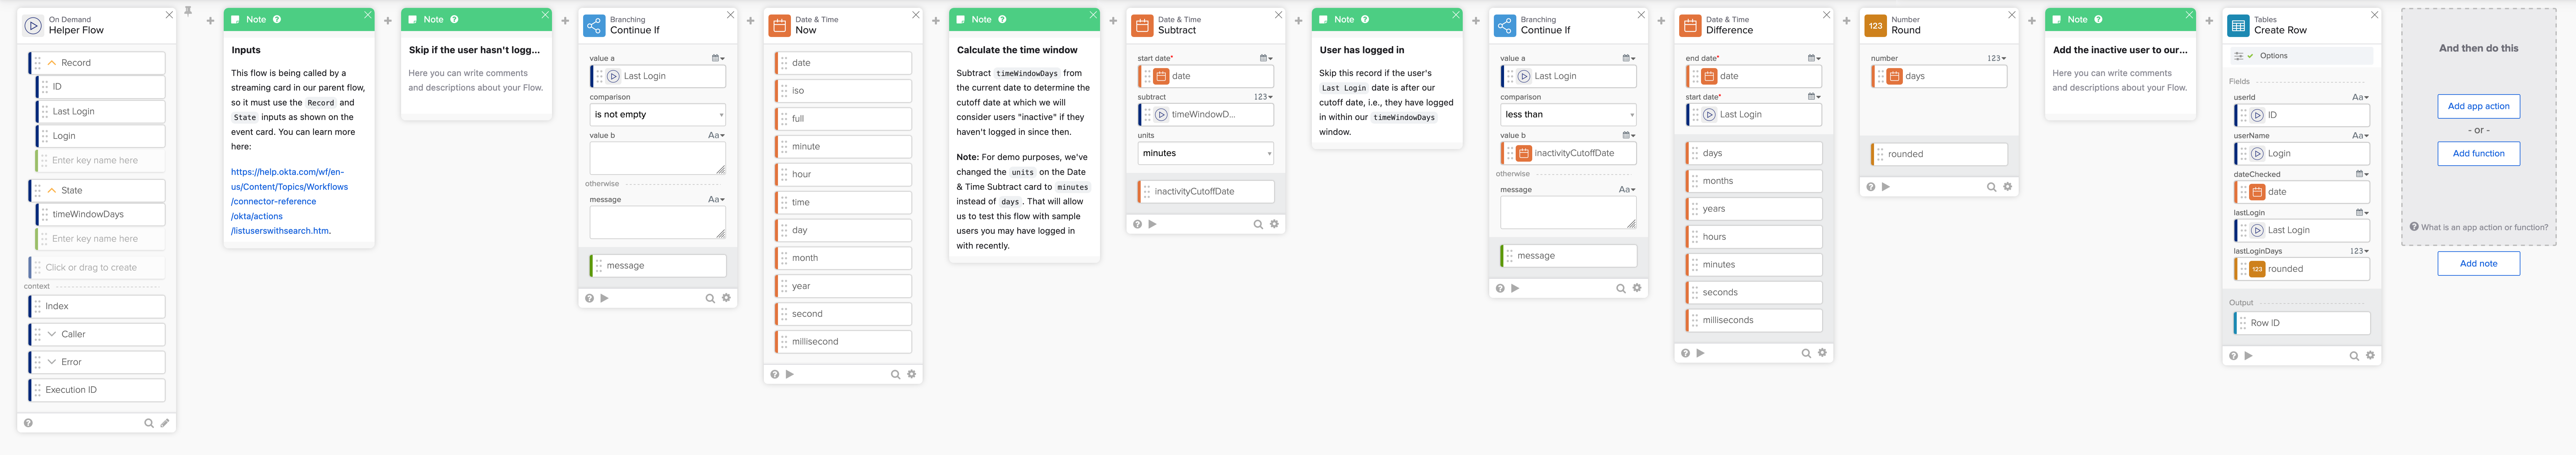 On Demand
Helper Flow
Record
ID
Last Login
Login
Enter key name here
State
timeWindowDays
Enter key name here
Click or drag to create
context
Index
Caller
Error
Execution ID
Note
Inputs
This flow is being called by a
streaming card in our parent flow,
so it must use the Record and
State inputs as shown on the
event card. You can learn more
here:
https://help.okta.com/wf/en-
us/Content/Topics/Workflows
/connector-reference
/okta/actions
/listuserswithsearch.htm.
Note
Skip if the user hasn't logg...
Here you can write comments
and descriptions about your Flow.
Branching
Continue If
value a
Last Login
comparison
is not empty
value b
Aa
otherwise
message
Aa
message
Date & Time
Now
date
iso
full
minute
hour
time
day
month
year
second
millisecond
Note
Calculate the time window
Subtract timeWindowDays from
the current date to determine the
cutoff date at which we will
consider users "inactive" if they
haven't logged in since then.
Note: For demo purposes, we've
changed the units on the Date
& Time Subtract card to minutes
instead of days . That will allow
us to test this flow with sample
users you may have logged in
with recently.
Date & Time
Subtract
start date*
date
subtract
123
timeWindowD...
units
minutes
inactivityCutoffDate
Note
User has logged in
Skip this record if the user's
Last Login date is after our
cutoff date, i.e., they have logged
in within our timeWindowDays
window.
Branching
Continue If
value a
Last Login
comparison
less than
value b
inactivityCutoffDate
otherwise
message
Aa
message
Date & Time
Difference
end date*
date
start date*
Last Login
days
months
years
hours
minutes
seconds
milliseconds
123
Number
Round
number
123
days
rounded
Note
Add the inactive user to our...
Here you can write comments
and descriptions about your Flow.
Tables
Create Row
Options
Fields
userId
Aa
ID
userName
Aa
Login
dateChecked
date
lastLogin
Last Login
lastLoginDays
123
123
rounded
Output
Row ID
And then do this
Add app action
- or -
Add function
What is an app action or function?
Add note